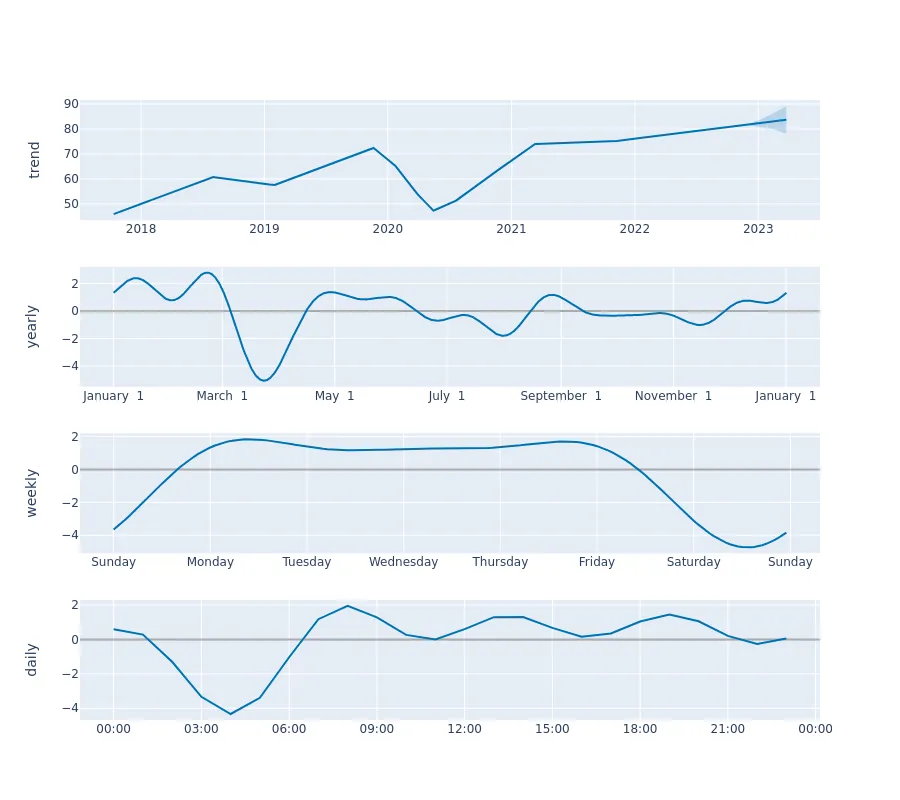 90
80
70
60
50
trend
2018 2019 2020 2021 2022 2023
2
0
−2
−4
yearly
January 1 March 1 May 1 July 1 September 1 November 1 January 1
2
0
−2
−4
weekly
Sunday Monday Tuesday Wednesday Thursday Friday Saturday Sunday
2
0
−2
−4
daily
00:00 03:00 06:00 09:00 12:00 15:00 18:00 21:00 00:00